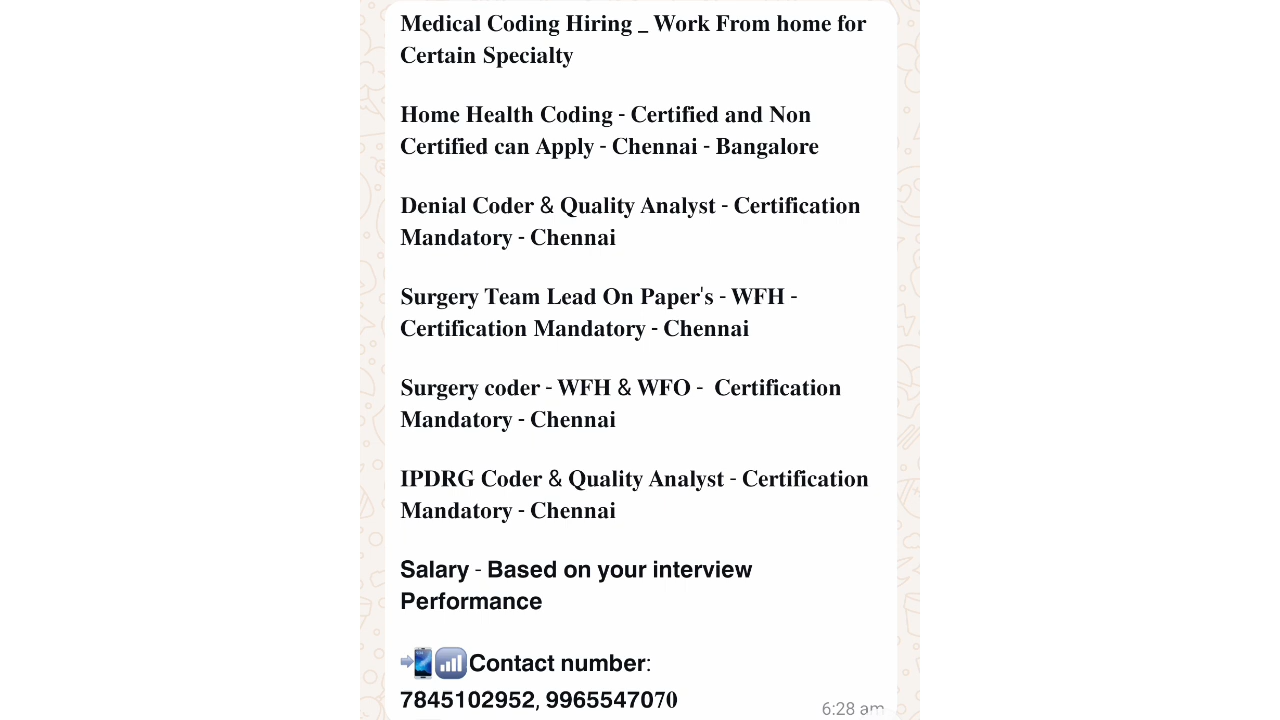 Medical Coding Hiring _ Work From home for
Certain Specialty
Home Health Coding - Certified and Non
Certified can Apply - Chennai - Bangalore
Denial Coder & Quality Analyst - Certification
Mandatory - Chennai
Surgery Team Lead On Paper's - WFH -
Certification Mandatory - Chennai
Surgery coder - WFH & WFO - Certification
Mandatory - Chennai
IPDRG Coder & Quality Analyst - Certification
Mandatory - Chennai
Salary - Based on your interview
Performance
📲📶Contact number:
7845102952, 9965547070
6:28 am